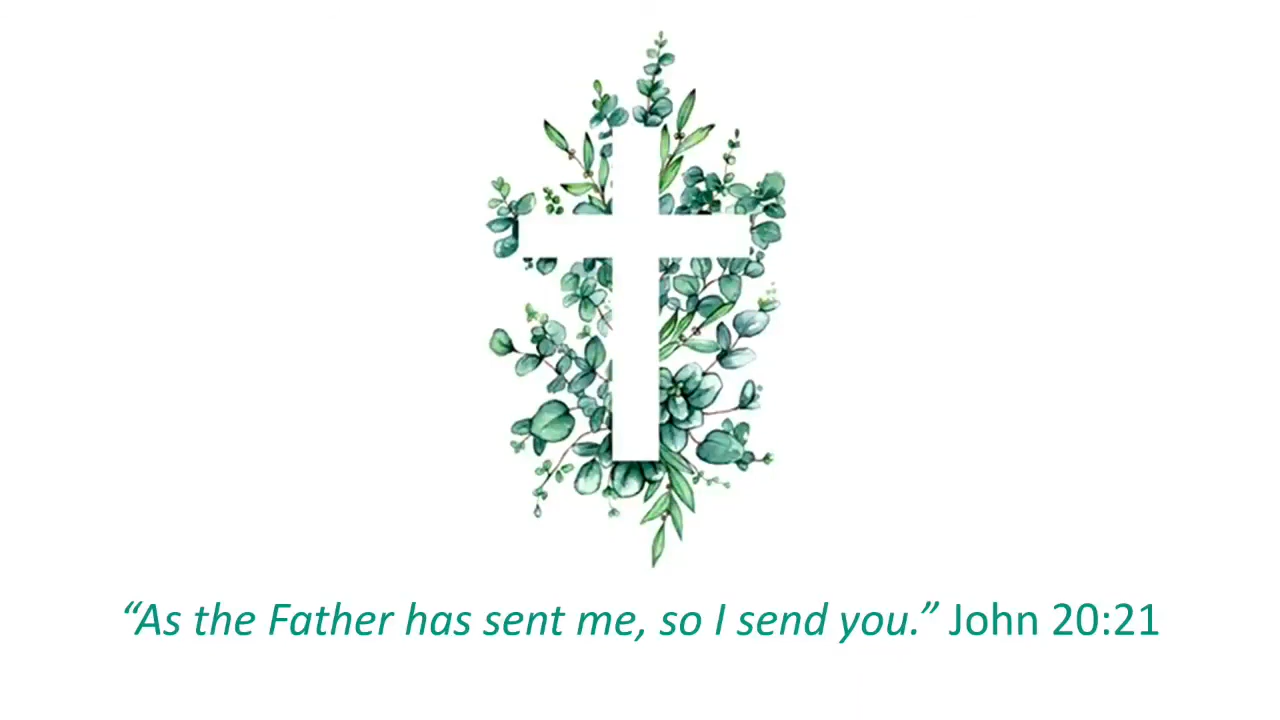 “As the Father has sent me, so I send you.” John 20:21